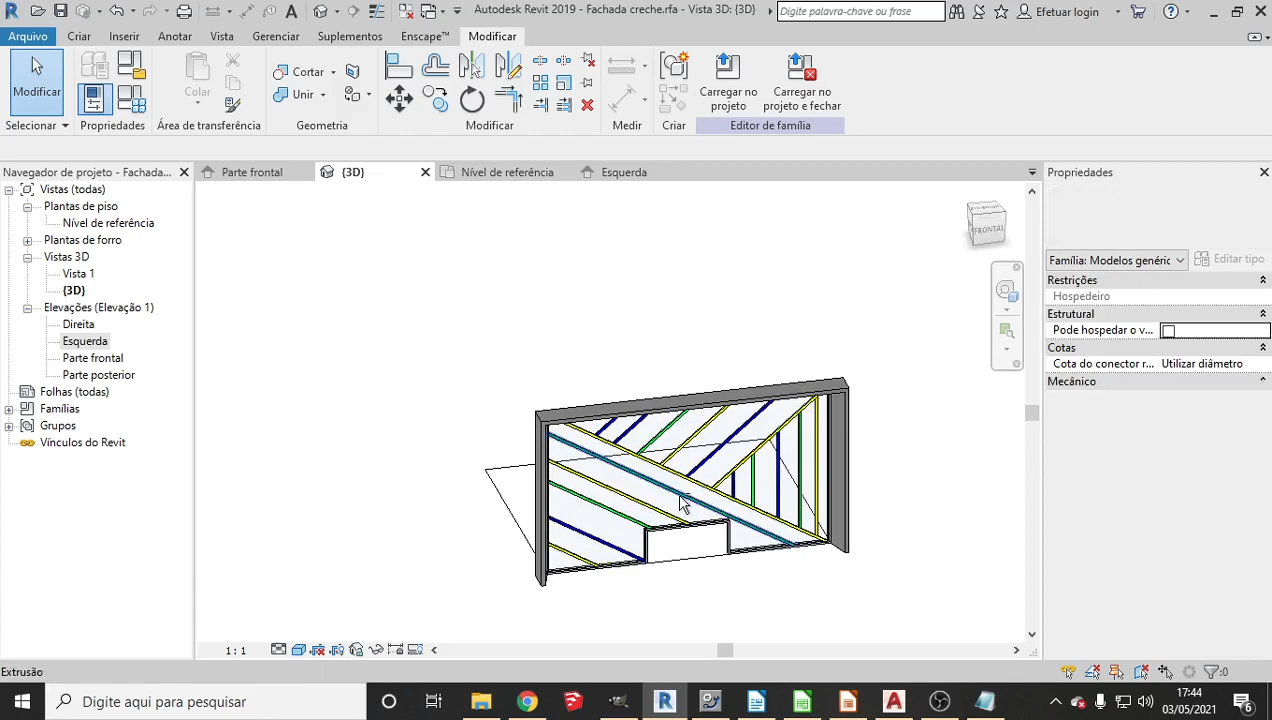 Autodesk Revit 2019 - Fachada creche.rfa - Vista 3D: {3D}
Digite palavra-chave ou frase
Efetuar login
Arquivo
Criar
Inserir
Anotar
Vista
Gerenciar
Suplementos
Enscape™
Modificar
Modificar
Colar
Cortar
Unir
Carregar no projeto
Carregar no projeto e fechar
Selecionar
Propriedades
Área de transferência
Geometria
Modificar
Medir
Criar
Editor de família
Navegador de projeto - Fachada...
Parte frontal
{3D}
Nível de referência
Esquerda
Propriedades
Vistas (todas)
Plantas de piso
Nível de referência
Plantas de forro
Vistas 3D
Vista 1
{3D}
Elevações (Elevação 1)
Direita
Esquerda
Parte frontal
Parte posterior
Folhas (todas)
Famílias
Grupos
Vínculos do Revit
FRONTAL
Família: Modelos genéric
Editar tipo
Restrições
Hospedeiro
Estrutural
Pode hospedar o v...
Cotas
Cota do conector r...
Utilizar diâmetro
Mecânico
1 : 1
Extrusão
:0
Digite aqui para pesquisar
17:44
03/05/2021
6